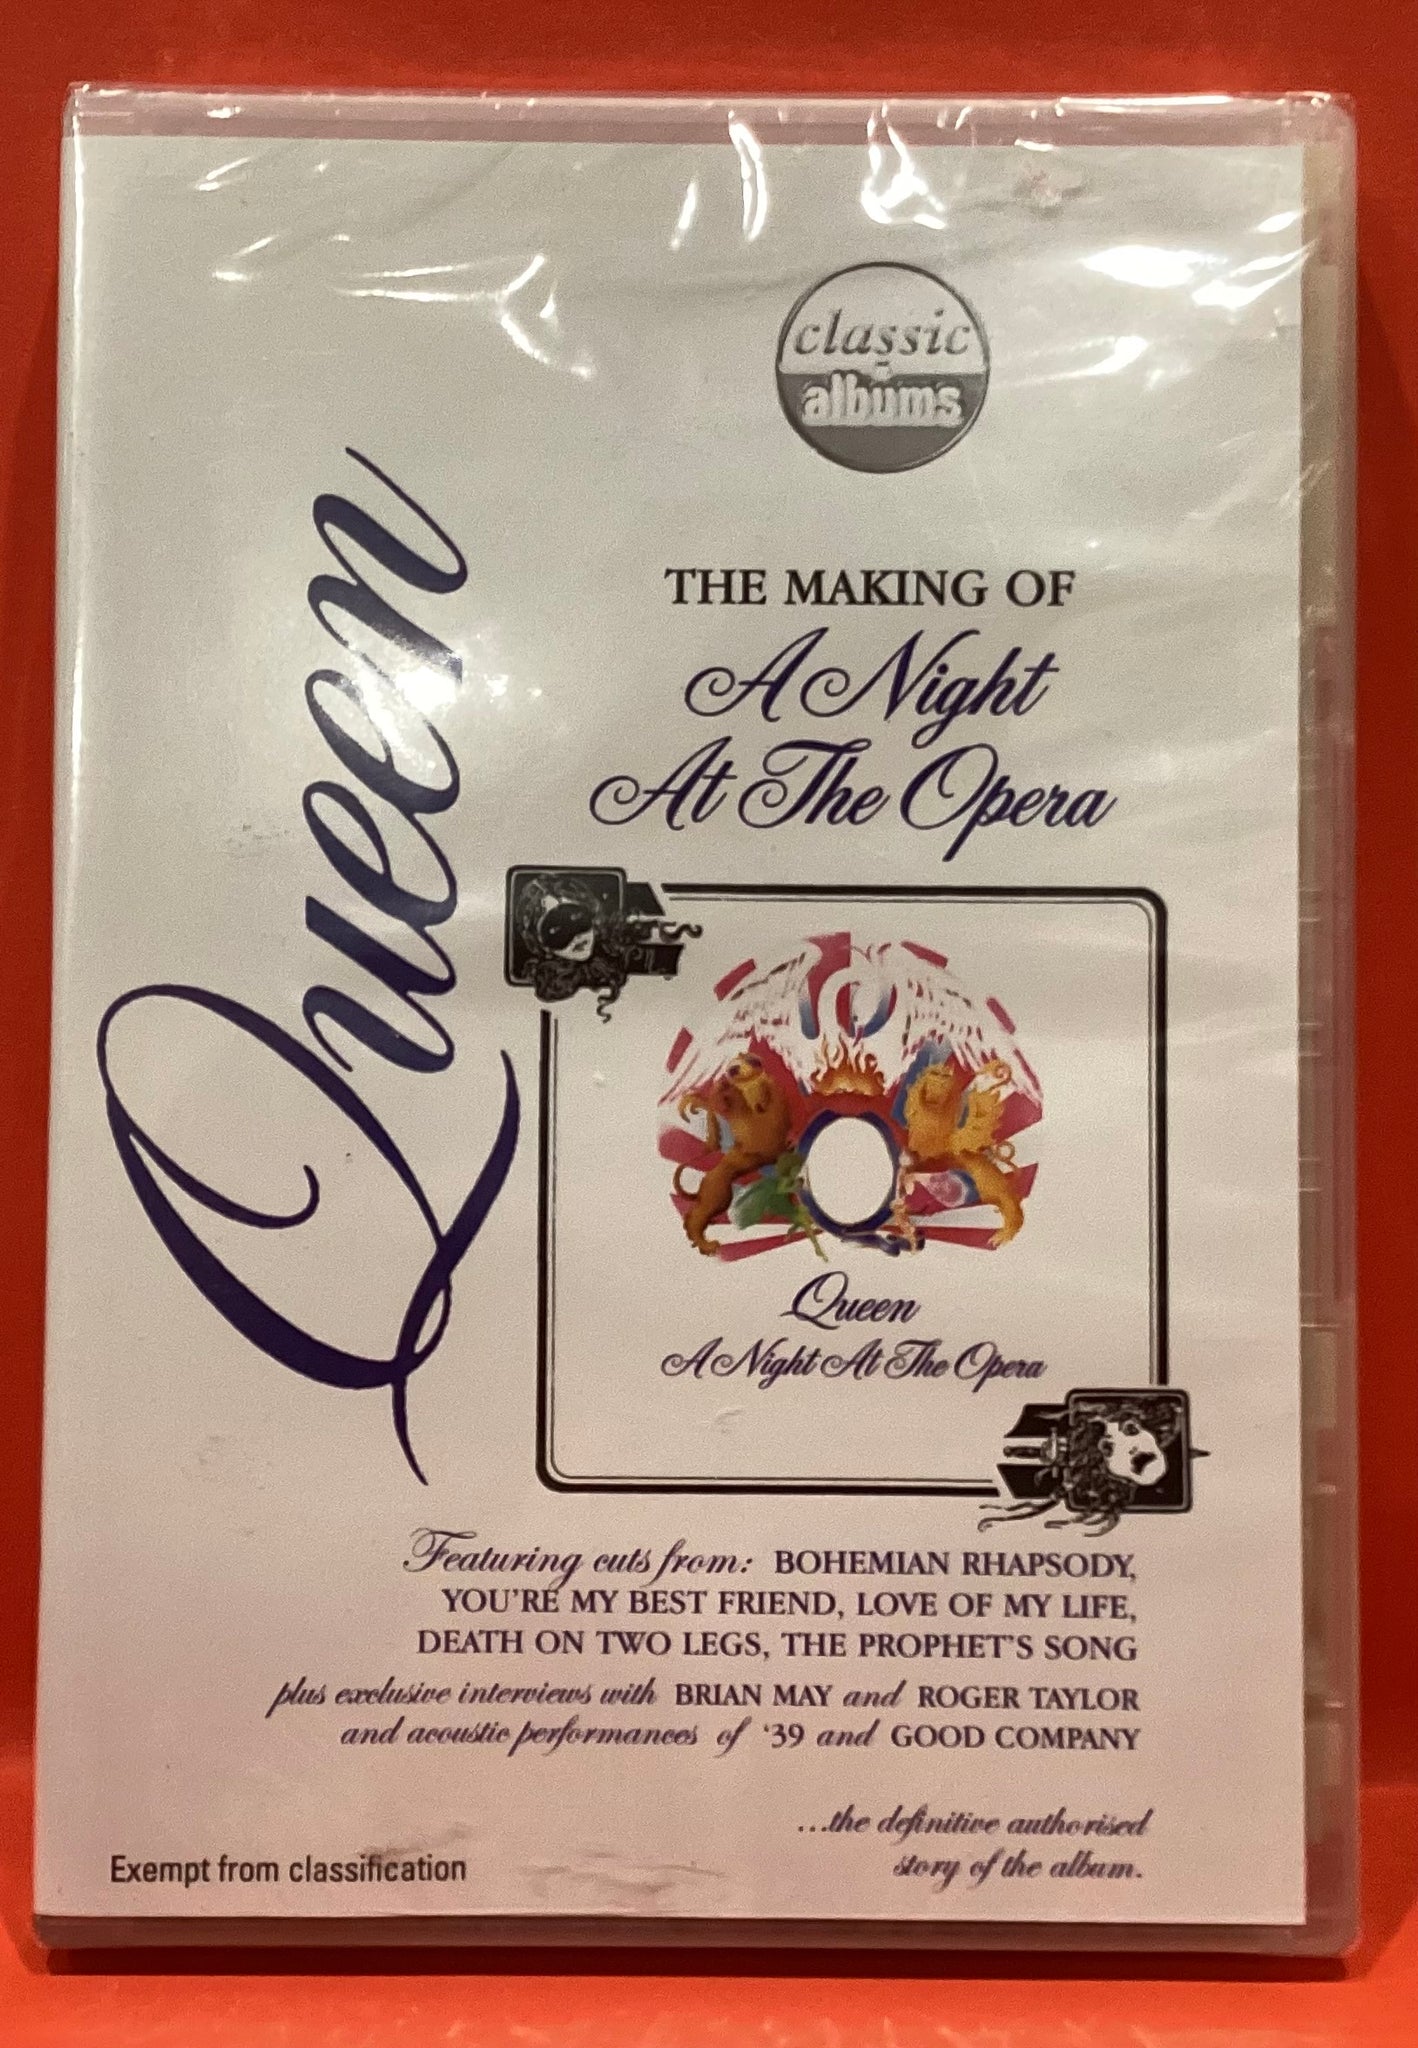 classic
albums
Queen
THE MAKING OF
A Night
At The Opera
Queen
A Night At The Opera
Featuring cuts from: BOHEMIAN RHAPSODY,
YOU'RE MY BEST FRIEND, LOVE OF MY LIFE,
DEATH ON TWO LEGS, THE PROPHET'S SONG
plus exclusive interviews with BRIAN MAY and ROGER TAYLOR
and acoustic performances of '39 and GOOD COMPANY
...the definitive authorised
story of the album.
Exempt from classification